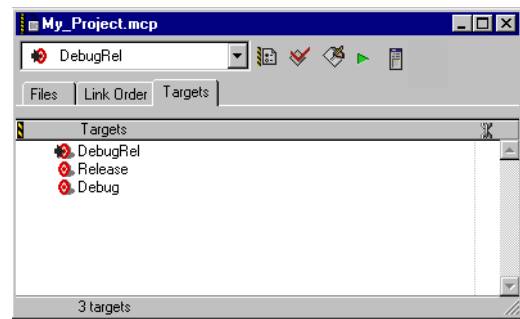 My_Project.mcp
DebugRel
Files Link Order Targets
Targets
DebugRel
Release
Debug
3 targets